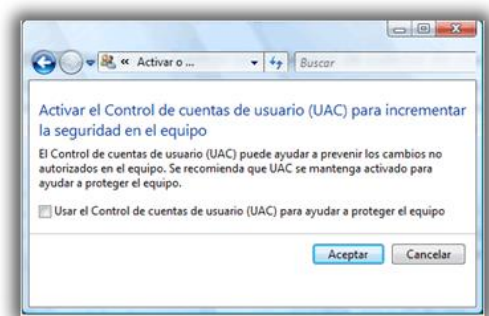 « Activar o ...
Buscar
Activar el Control de cuentas de usuario (UAC) para incrementar
la seguridad en el equipo
El Control de cuentas de usuario (UAC) puede ayudar a prevenir los cambios no
autorizados en el equipo. Se recomienda que UAC se mantenga activado para
ayudar a proteger el equipo.
Usar el Control de cuentas de usuario (UAC) para ayudar a proteger el equipo
Aceptar Cancelar